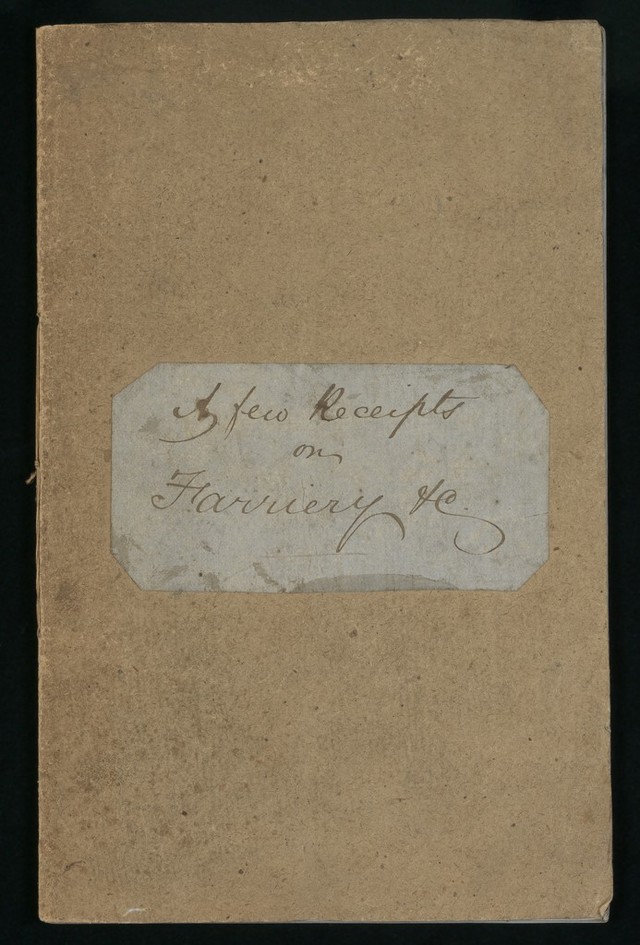 A few Receipts
on
Farriery &c.